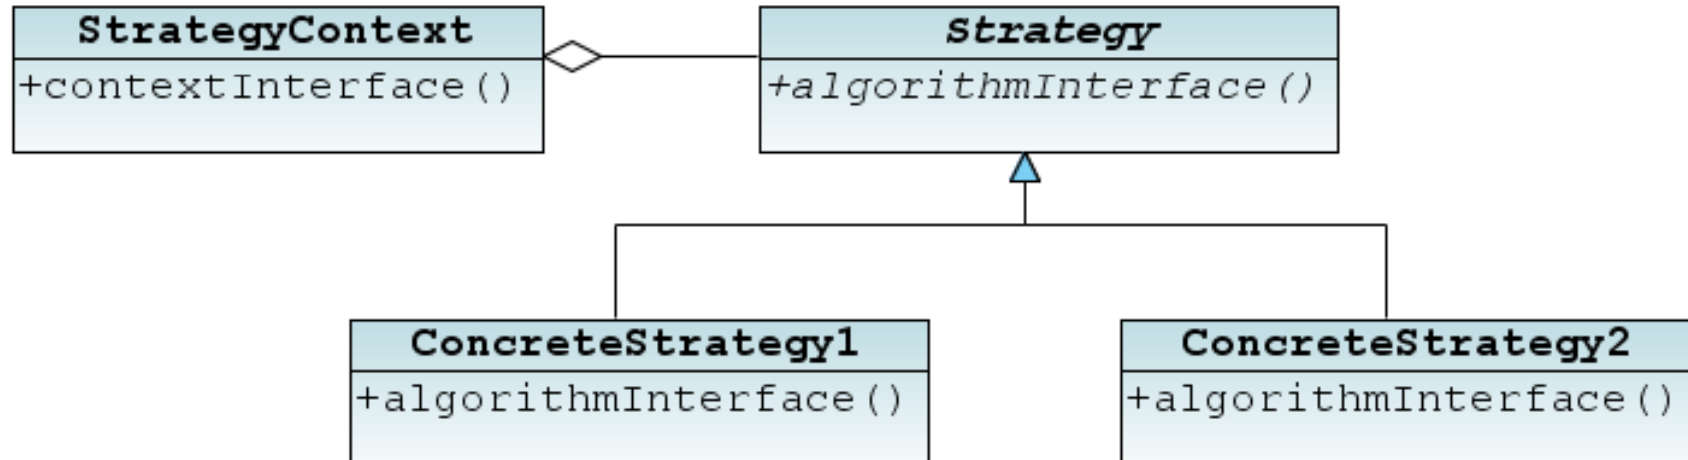 StrategyContext
+contextInterface()
Strategy
+algorithmInterface()
ConcreteStrategy1
+algorithmInterface()
ConcreteStrategy2
+algorithmInterface()